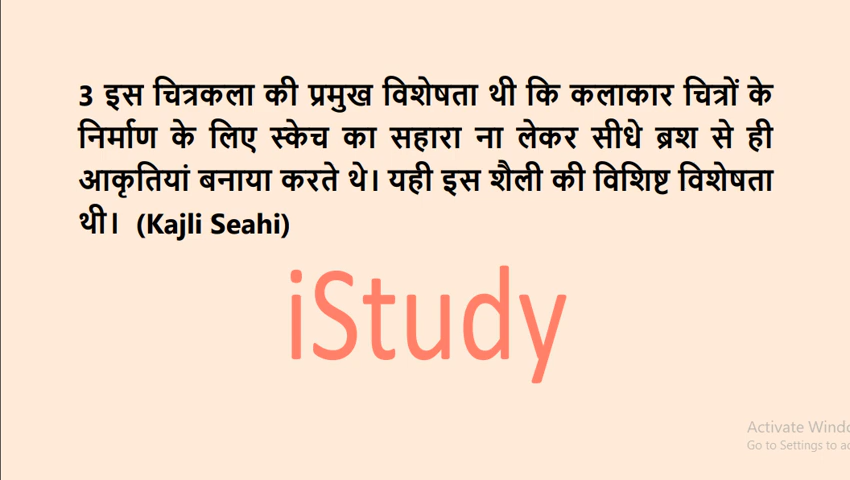 3 इस चित्रकला की प्रमुख विशेषता थी कि कलाकार चित्रों के
निर्माण के लिए स्केच का सहारा ना लेकर सीधे ब्रश से ही
आकृतियां बनाया करते थे। यही इस शैली की विशिष्ट विशेषता
थी। (Kajli Seahi)
iStudy
Activate Windo
Go to Settings to ac